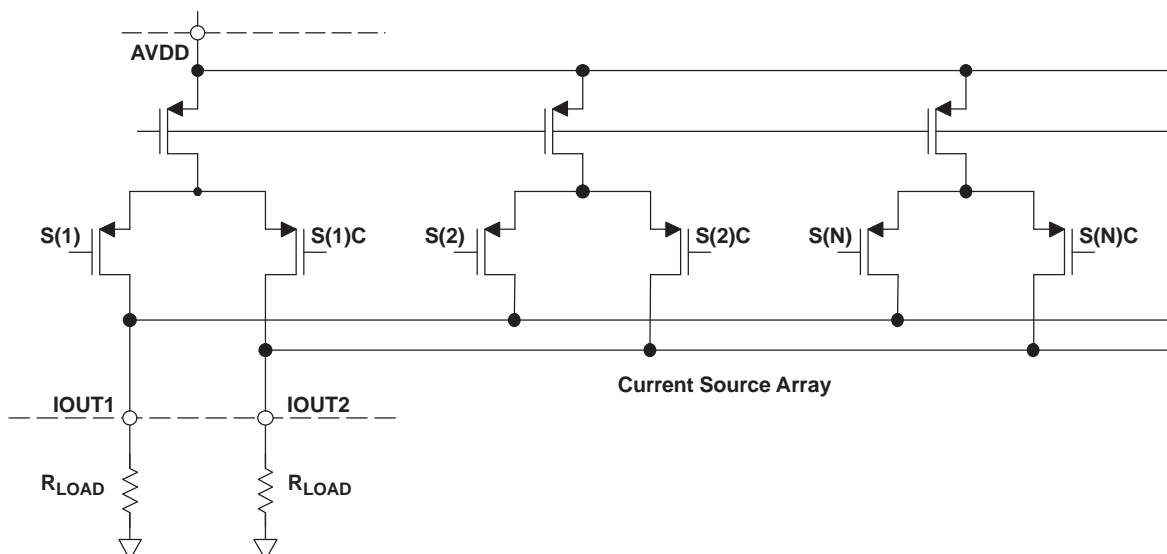 AVDD
S(1)
S(1)C
S(2)
S(2)C
S(N)
S(N)C
Current Source Array
IOUT1
IOUT2
RLOAD
RLOAD